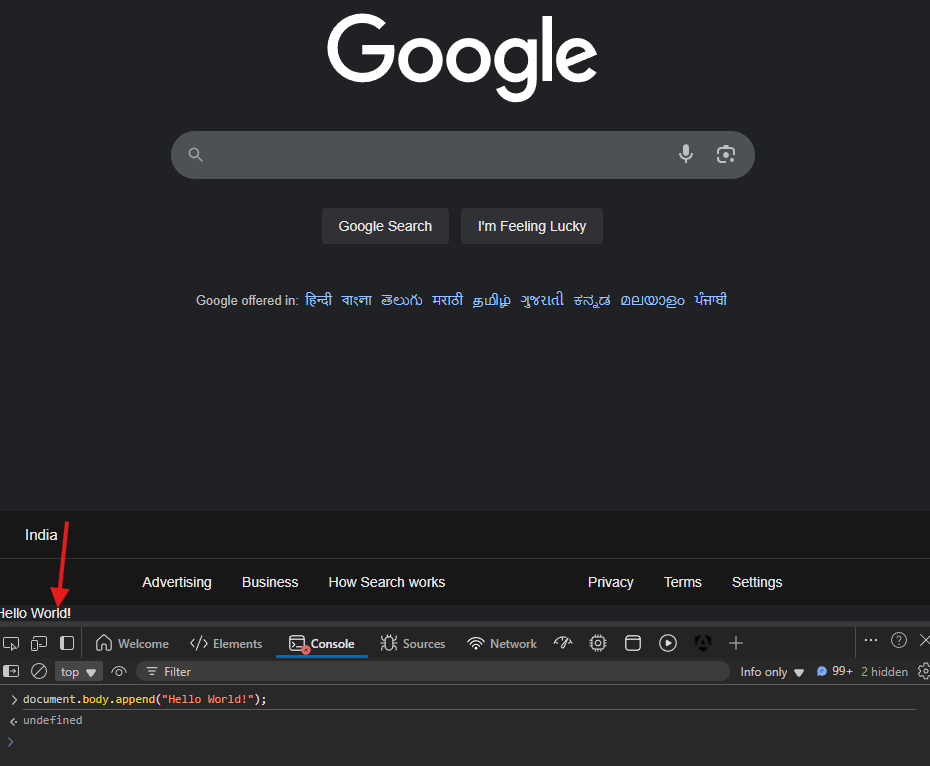 Google
Google Search I'm Feeling Lucky
Google offered in: हिन्दी বাংলা తెలుగు मराठी தமிழ் ગુજરાતી ಕನ್ನಡ മലയാളം ਪੰਜਾਬੀ
India
Advertising Business How Search works Privacy Terms Settings
Hello World!
Welcome Elements Console Sources Network
top Filter Info only 99+ 2 hidden
document.body.append("Hello World!");
undefined